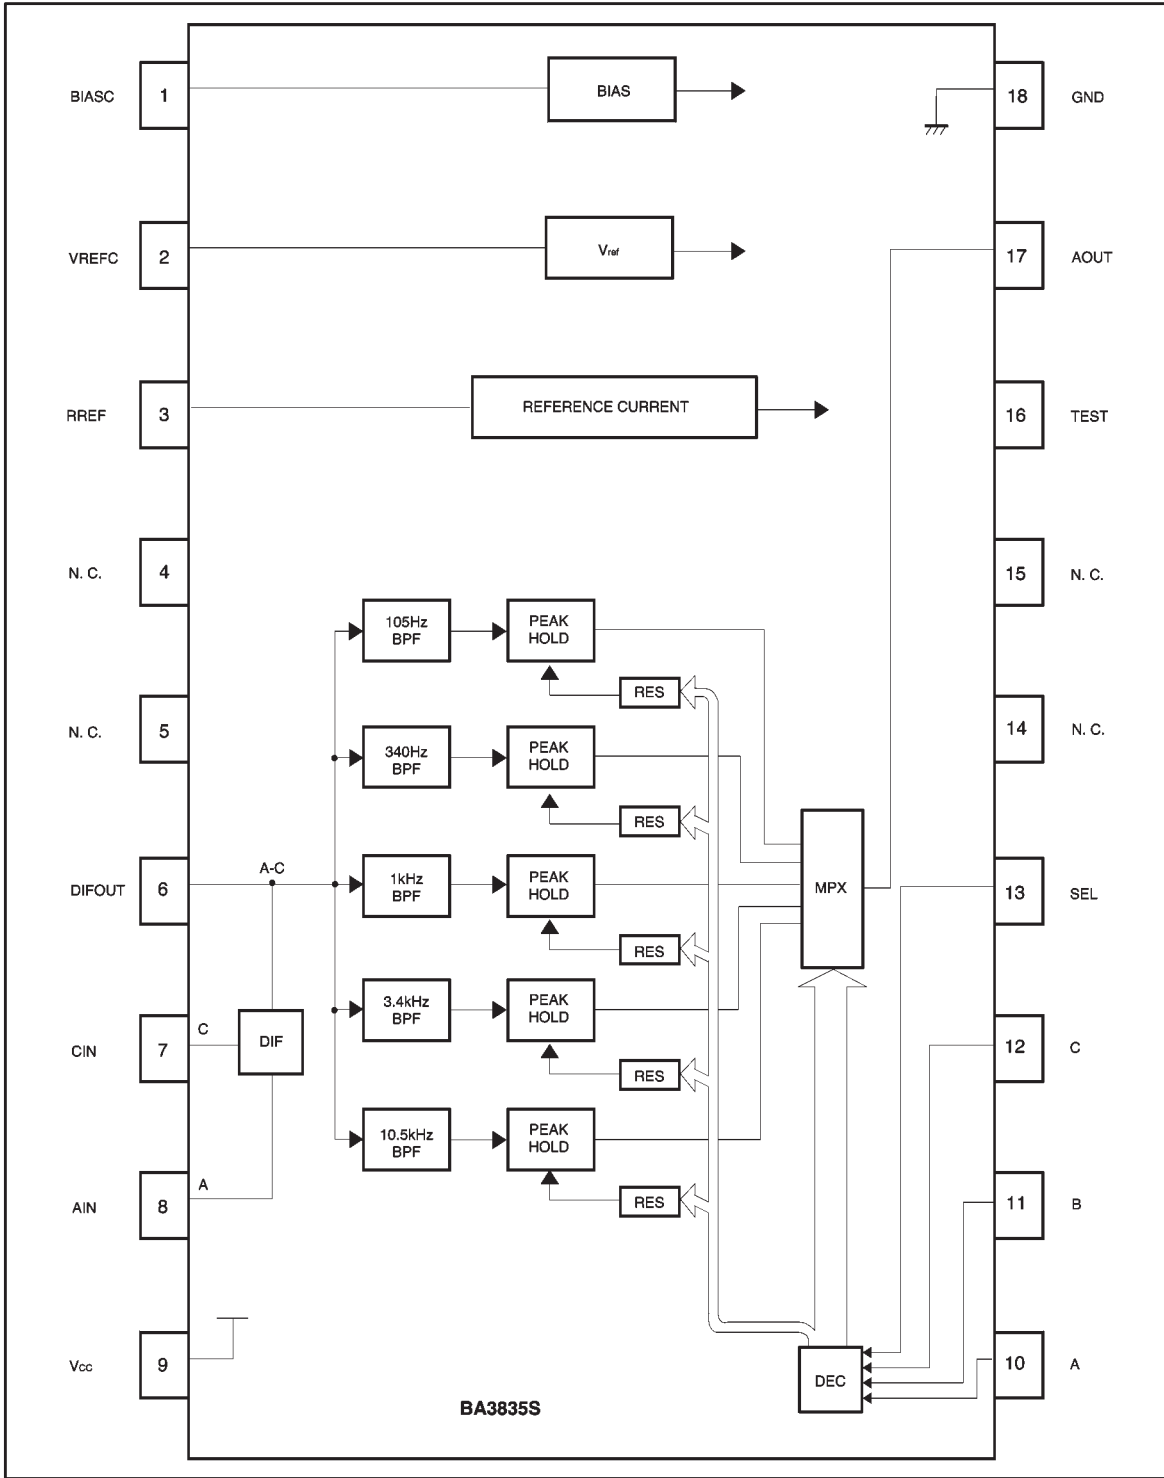 BIASC 1 BIAS 18 GND
VREFC 2 Vref 17 AOUT
RREF 3 REFERENCE CURRENT 16 TEST
N. C. 4 15 N. C.
105Hz
BPF
PEAK
HOLD
RES
N. C. 5 14 N. C.
340Hz
BPF
PEAK
HOLD
RES
DIFOUT 6 A-C
1kHz
BPF
PEAK
HOLD
RES
MPX
13 SEL
CIN 7 C DIF
3.4kHz
BPF
PEAK
HOLD
RES
12 C
AIN 8 A
10.5kHz
BPF
PEAK
HOLD
RES
11 B
Vcc 9 DEC 10 A
BA3835S